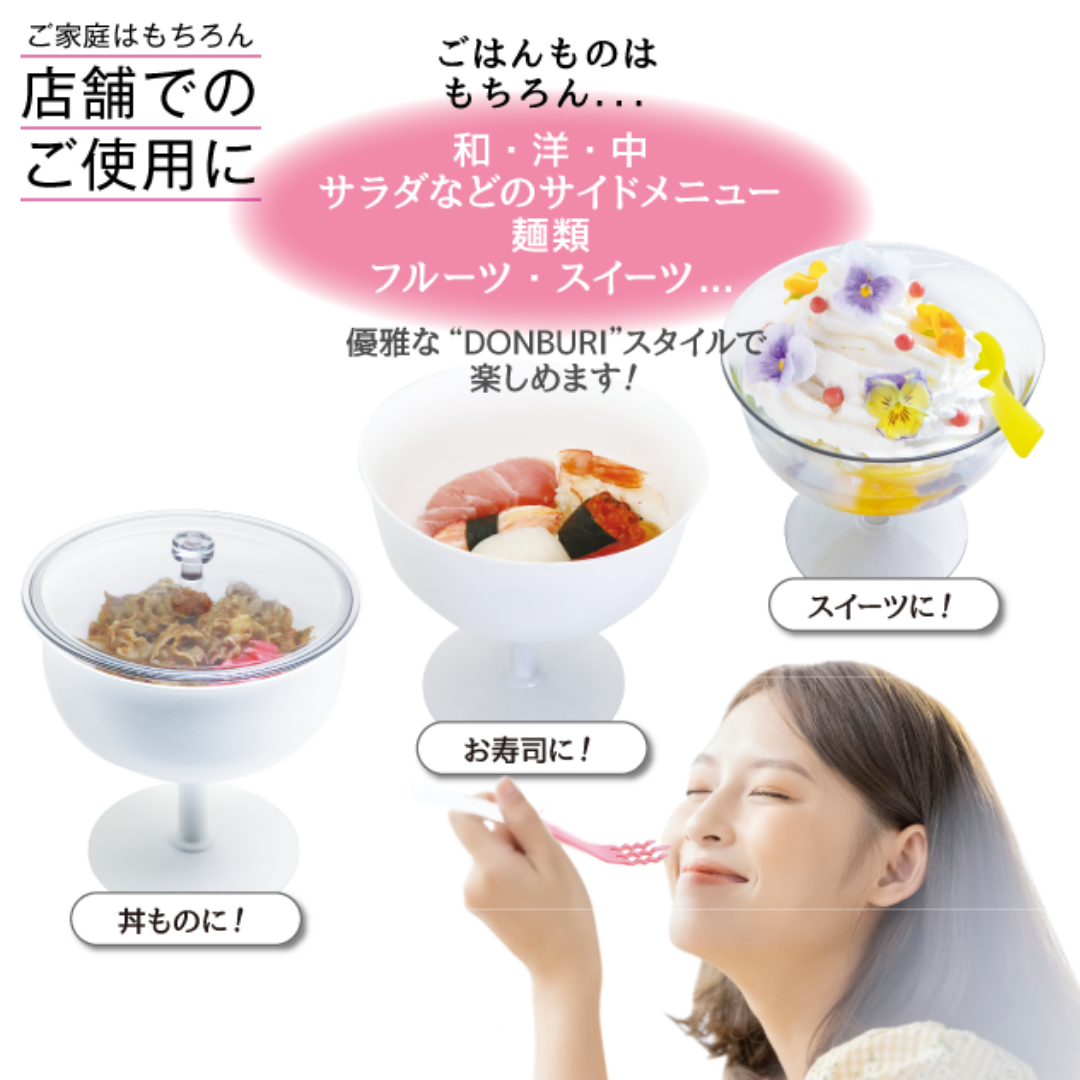 ご家庭はもちろん
店舗での
ご使用に
ごはんものは
もちろん...
和・洋・中
サラダなどのサイドメニュー
麺類
フルーツ・スイーツ...
優雅な“DONBURI”スタイルで
楽しめます！
スイーツに！
お寿司に！
丼ものに！